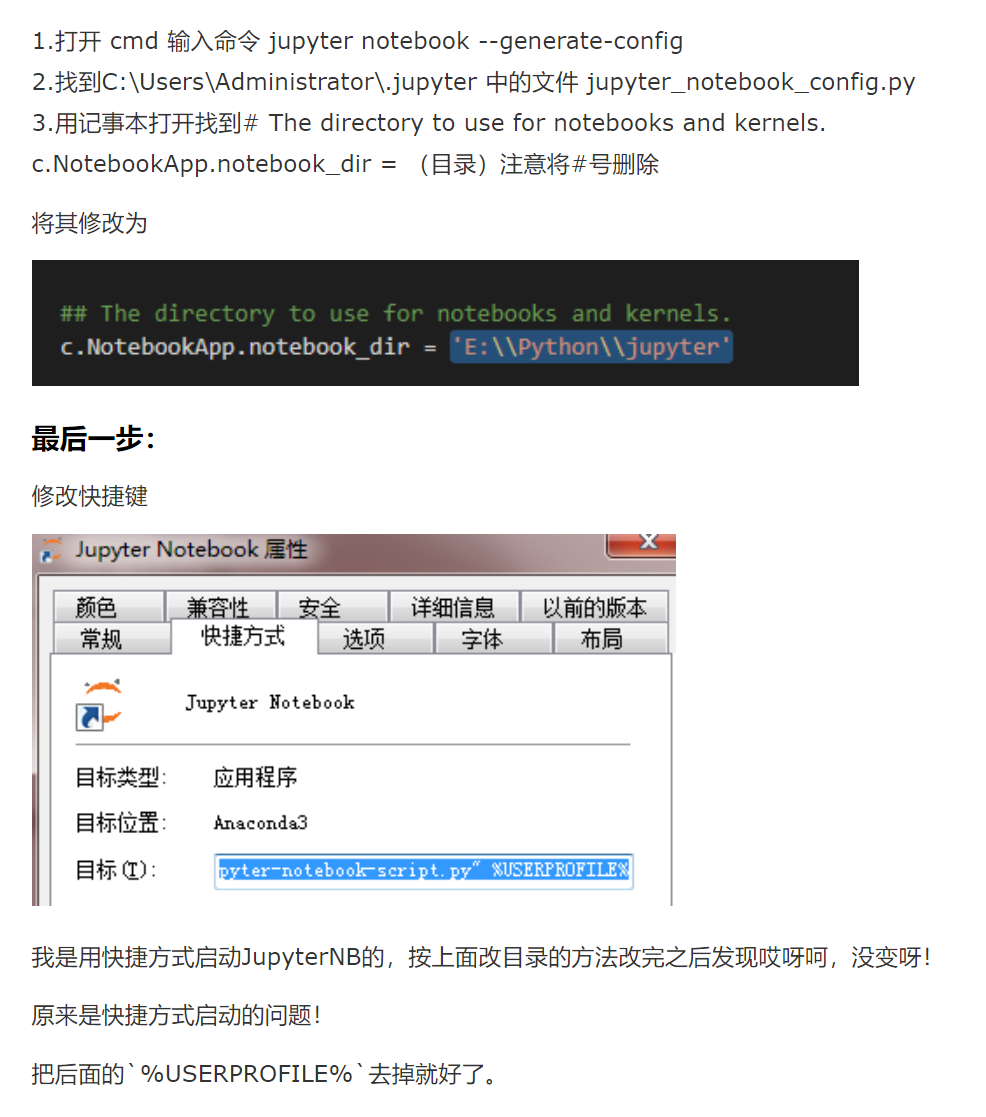 1.打开 cmd 输入命令 jupyter notebook --generate-config
2.找到C:\Users\Administrator\.jupyter 中的文件 jupyter_notebook_config.py
3.用记事本打开找到# The directory to use for notebooks and kernels.
c.NotebookApp.notebook_dir = （目录）注意将#号删除
将其修改为
## The directory to use for notebooks and kernels.
c.NotebookApp.notebook_dir = 'E:\\Python\\jupyter'
最后一步：
修改快捷键
Jupyter Notebook 属性
颜色 兼容性 安全 详细信息 以前的版本
常规 快捷方式 选项 字体 布局
Jupyter Notebook
目标类型: 应用程序
目标位置: Anaconda3
目标(T): pyter-notebook-script.py" %USERPROFILE%
我是用快捷方式启动JupyterNB的，按上面改目录的方法改完之后发现哎呀呵，没变呀！
原来是快捷方式启动的问题！
把后面的`%USERPROFILE%`去掉就好了。